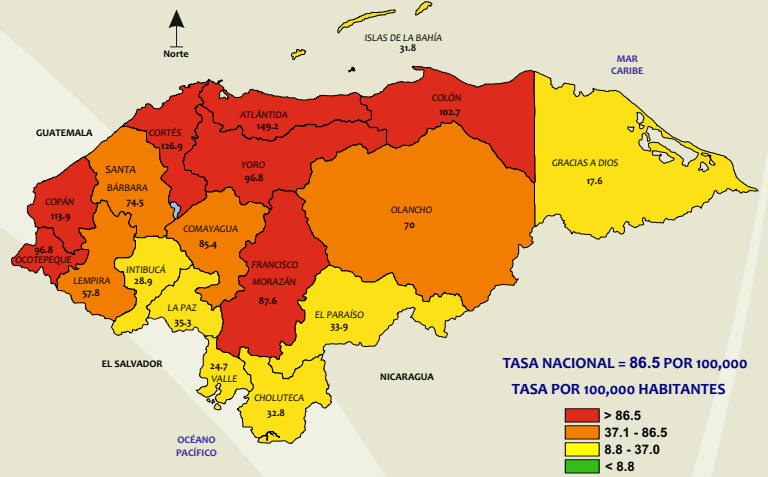 Norte
ISLAS DE LA BAHÍA
31.8
MAR
CARIBE
GUATEMALA
CORTÉS
126.9
ATLÁNTIDA
149.2
COLÓN
102.7
YORO
96.8
GRACIAS A DIOS
17.6
SANTA
BÁRBARA
74.5
COPÁN
113.9
OLANCHO
70
COMAYAGUA
85.4
96.8
OCOTEPEQUE
LEMPIRA
57.8
INTIBUCÁ
28.9
FRANCISCO
MORAZÁN
87.6
LA PAZ
35.3
EL PARAÍSO
33.9
EL SALVADOR
24.7
VALLE
NICARAGUA
CHOLUTECA
32.8
OCÉANO
PACÍFICO
TASA NACIONAL = 86.5 POR 100,000
TASA POR 100,000 HABITANTES
> 86.5
37.1 - 86.5
8.8 - 37.0
< 8.8